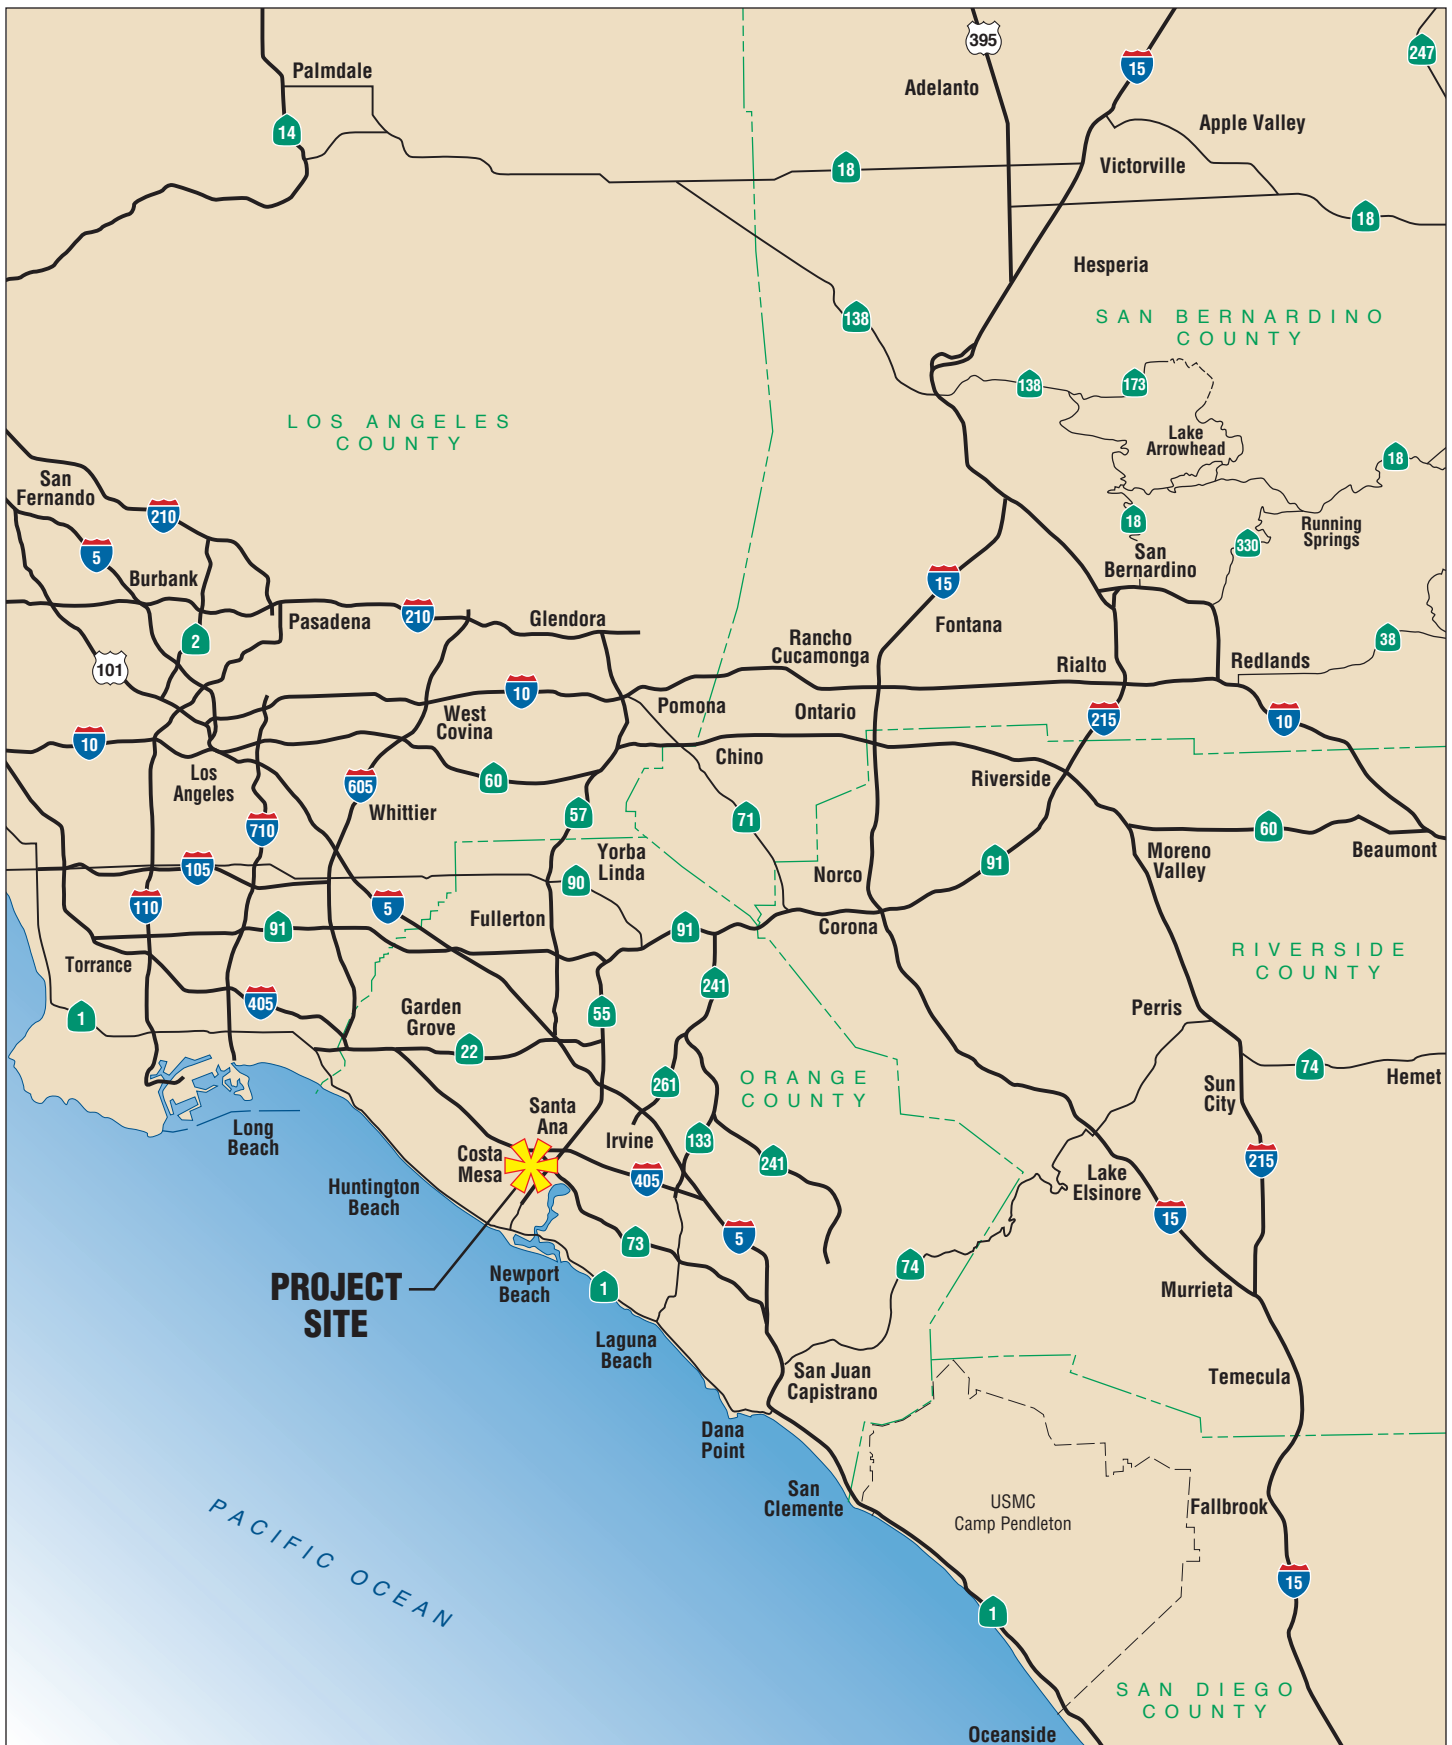 395
247
15
Palmdale
Adelanto
14
Apple Valley
18
Victorville
18
Hesperia
138
SAN BERNARDINO
COUNTY
138
173
LOS ANGELES
COUNTY
Lake
Arrowhead
18
San
Fernando
210
18
Running
Springs
330
5
San
Bernardino
Burbank
15
210
Glendora
Pasadena
Fontana
2
Rancho
Cucamonga
38
101
Rialto
Redlands
10
Pomona
Ontario
West
Covina
215
10
10
Chino
Los
Angeles
60
Riverside
605
Whittier
57
71
710
60
Yorba
Linda
Moreno
Valley
Beaumont
105
90
Norco
91
110
5
Fullerton
91
91
Corona
Torrance
RIVERSIDE
COUNTY
241
405
Garden
Grove
55
Perris
1
22
74
Hemet
261
ORANGE
COUNTY
Sun
City
Santa
Ana
Long
Beach
Irvine
133
Costa
Mesa
241
215
405
Lake
Elsinore
Huntington
Beach
15
73
5
74
Newport
Beach
1
Murrieta
PROJECT
SITE
Laguna
Beach
San Juan
Capistrano
Temecula
Dana
Point
San
Clemente
USMC
Camp Pendleton
Fallbrook
PACIFIC OCEAN
15
1
SAN DIEGO
COUNTY
Oceanside